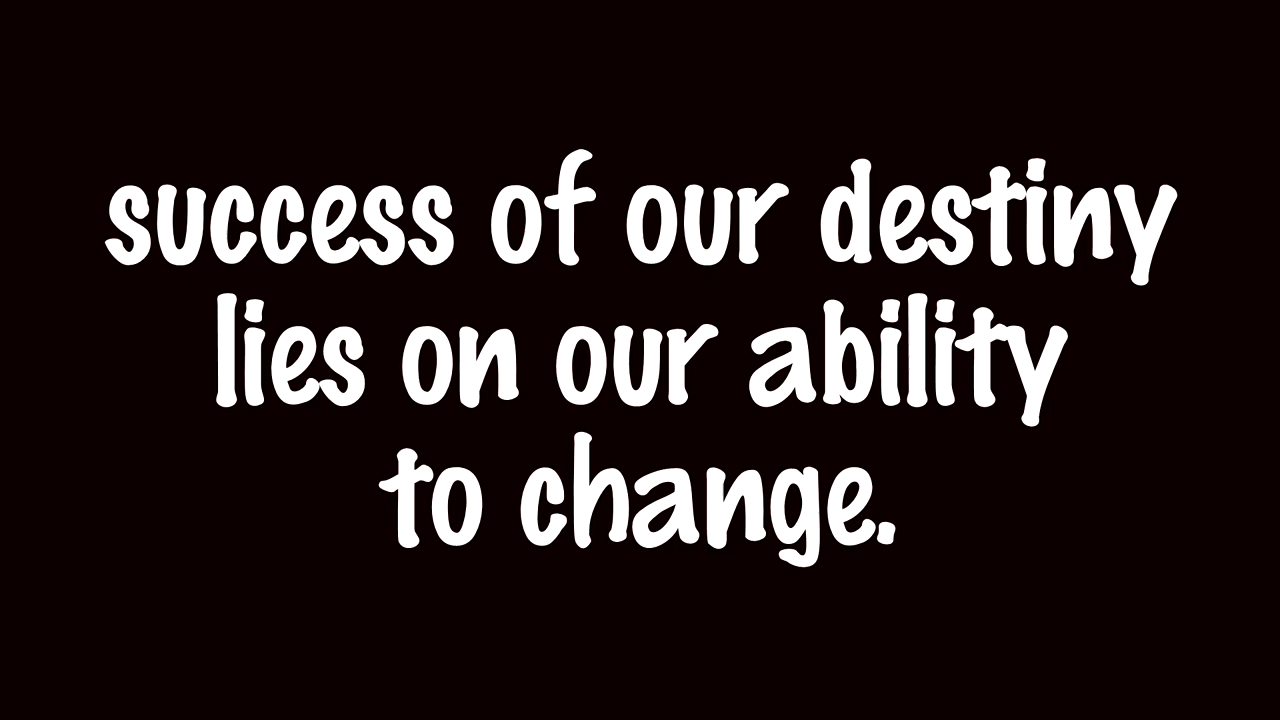 success of our destiny
lies on our ability
to change.